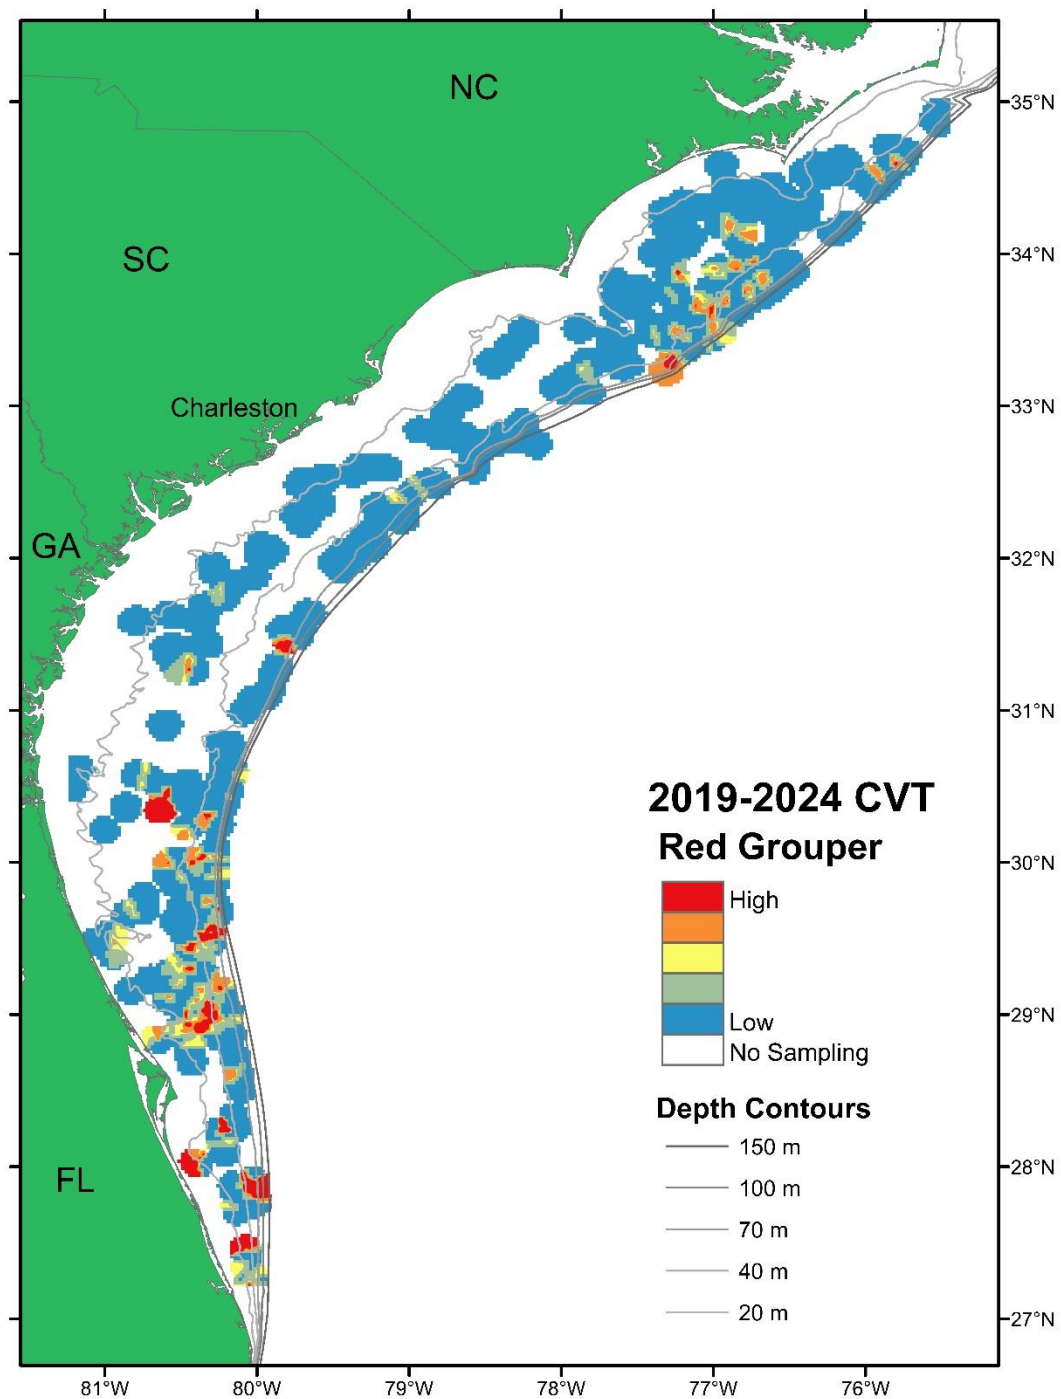 NC
35°N
SC
34°N
Charleston
33°N
GA
32°N
31°N
2019-2024 CVT
Red Grouper
High
Low
No Sampling
30°N
29°N
Depth Contours
150 m
100 m
70 m
40 m
20 m
28°N
FL
27°N
81°W
80°W
79°W
78°W
77°W
76°W